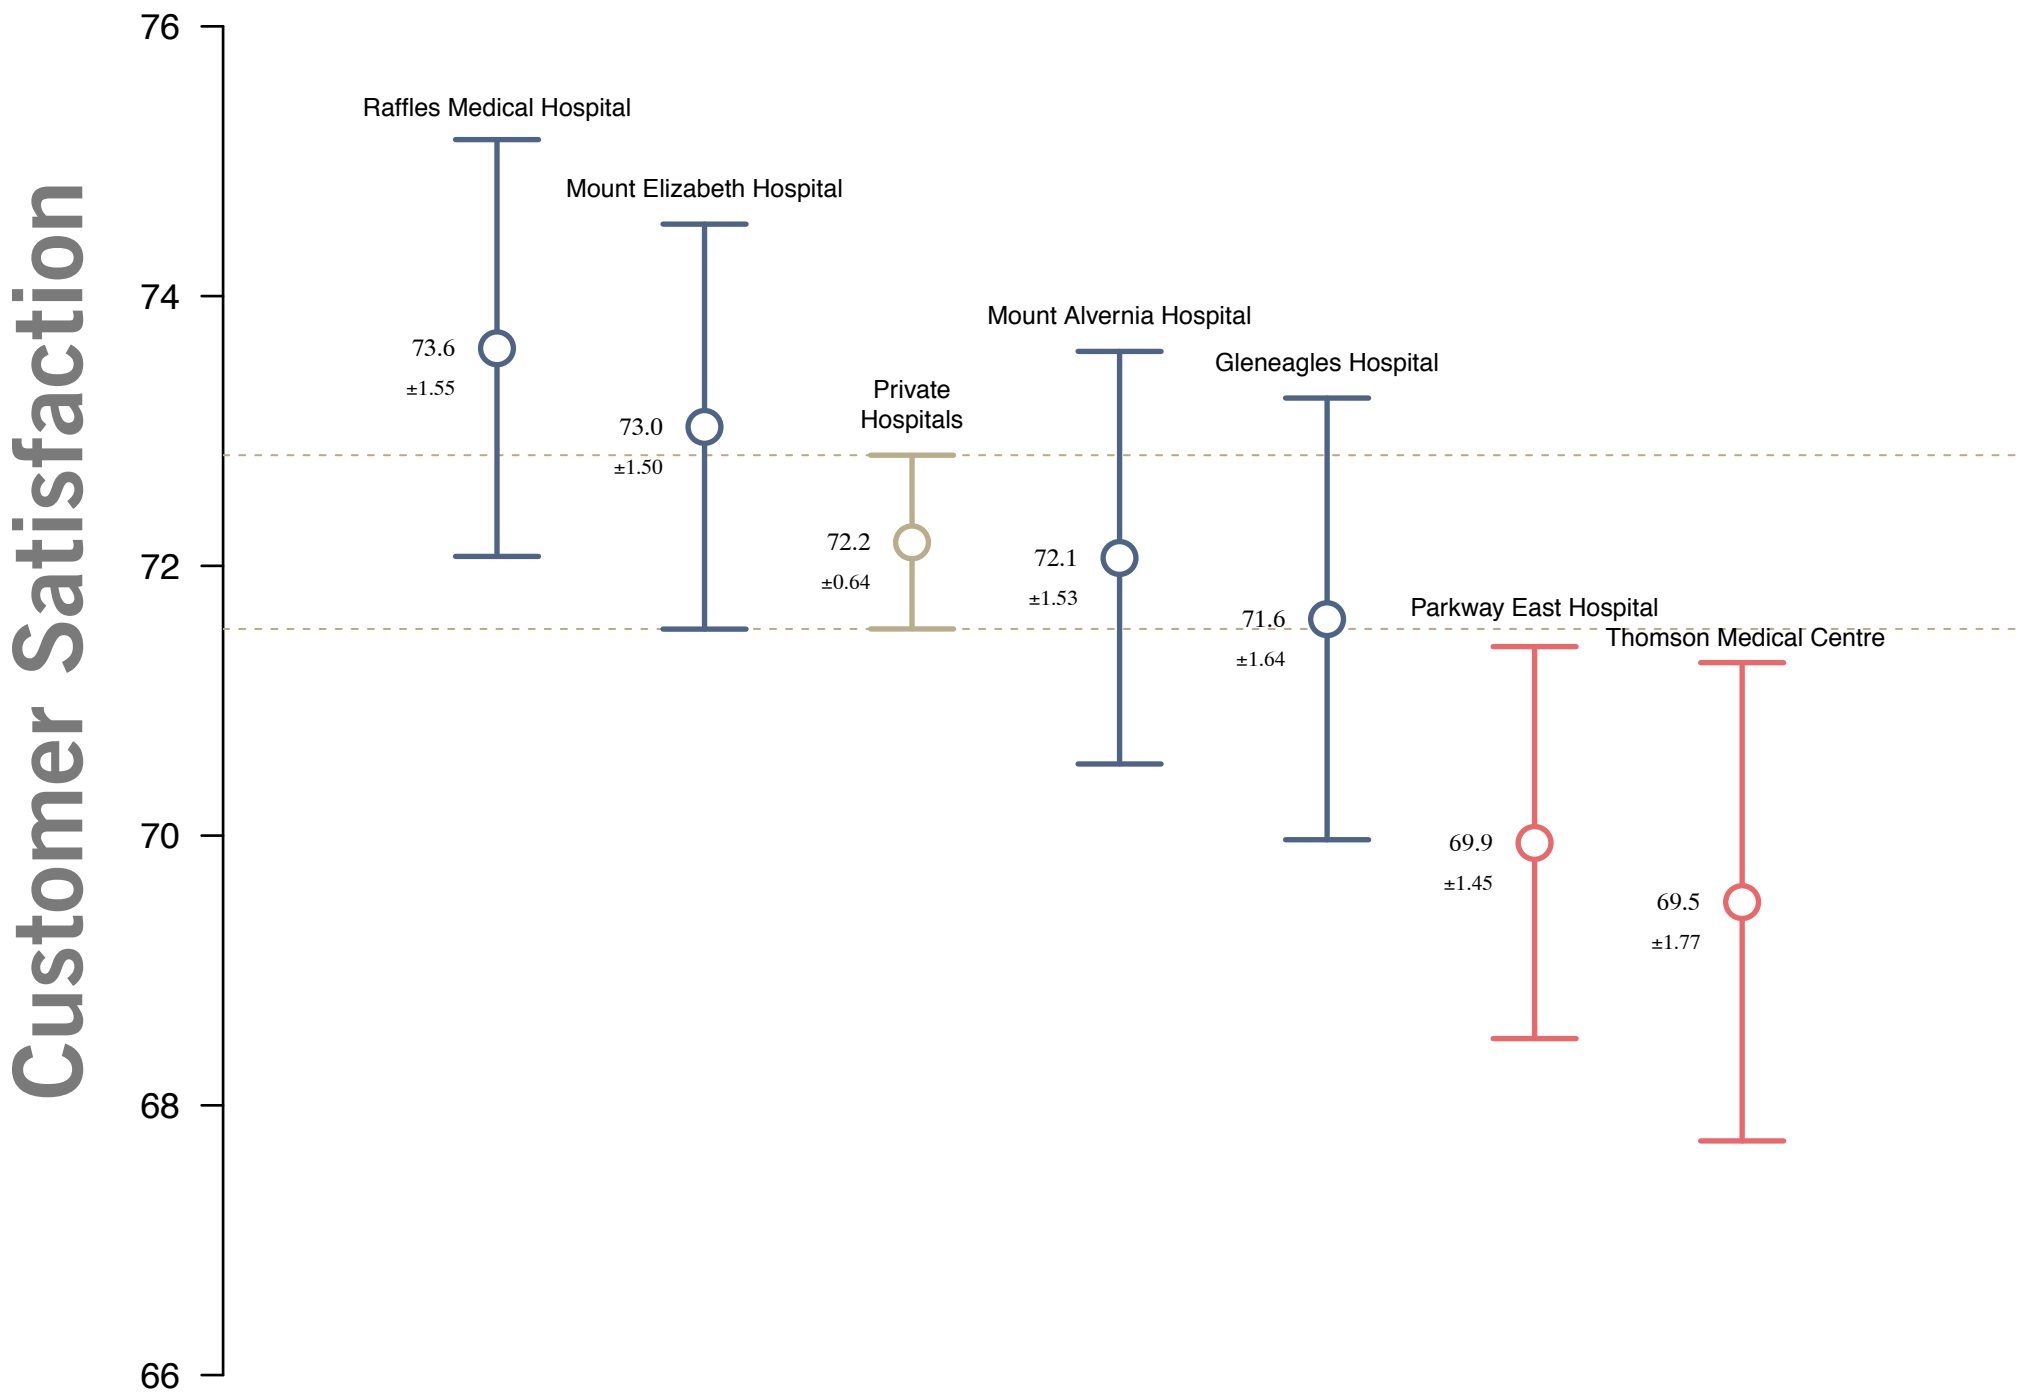 Customer Satisfaction
76
74
72
70
68
66
Raffles Medical Hospital
73.6
±1.55
Mount Elizabeth Hospital
73.0
±1.50
Private
Hospitals
72.2
±0.64
Mount Alvernia Hospital
72.1
±1.53
Gleneagles Hospital
71.6
±1.64
Parkway East Hospital
69.9
±1.45
Thomson Medical Centre
69.5
±1.77